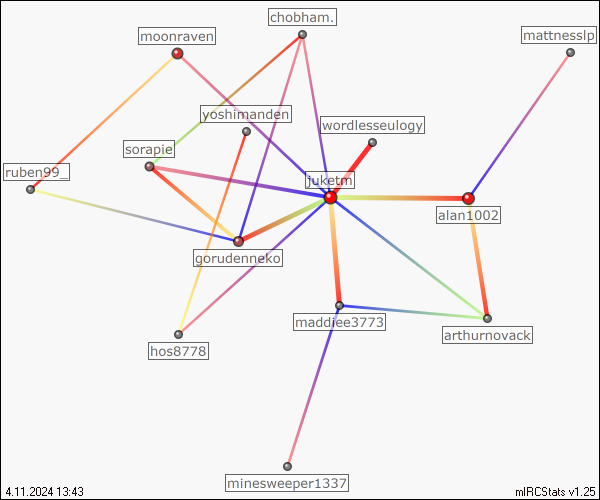 chobham.
moonraven
mattnesslp
yoshimanden
wordlesseulogy
sorapie
ruben99_
juketm
alan1002
gorudenneko
maddiee3773
arthurnovack
hos8778
minesweeper1337
4.11.2024 13:43
mIRCStats v1.25